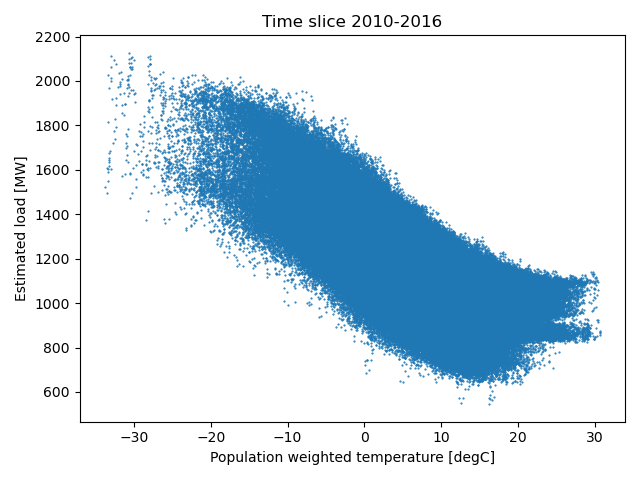 Time slice 2010-2016
2200
2000
1800
1600
1400
1200
1000
800
600
Estimated load [MW]
−30 −20 −10 0 10 20 30
Population weighted temperature [degC]